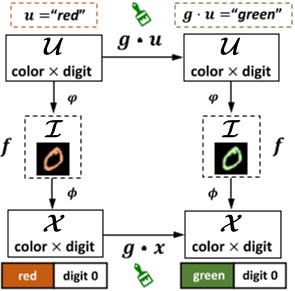 u = "red"
g · u = "green"
U
color × digit
g • u
U
color × digit
φ
φ
f
I
I
f
ϕ
ϕ
X
color × digit
g • x
X
color × digit
red
digit 0
green
digit 0